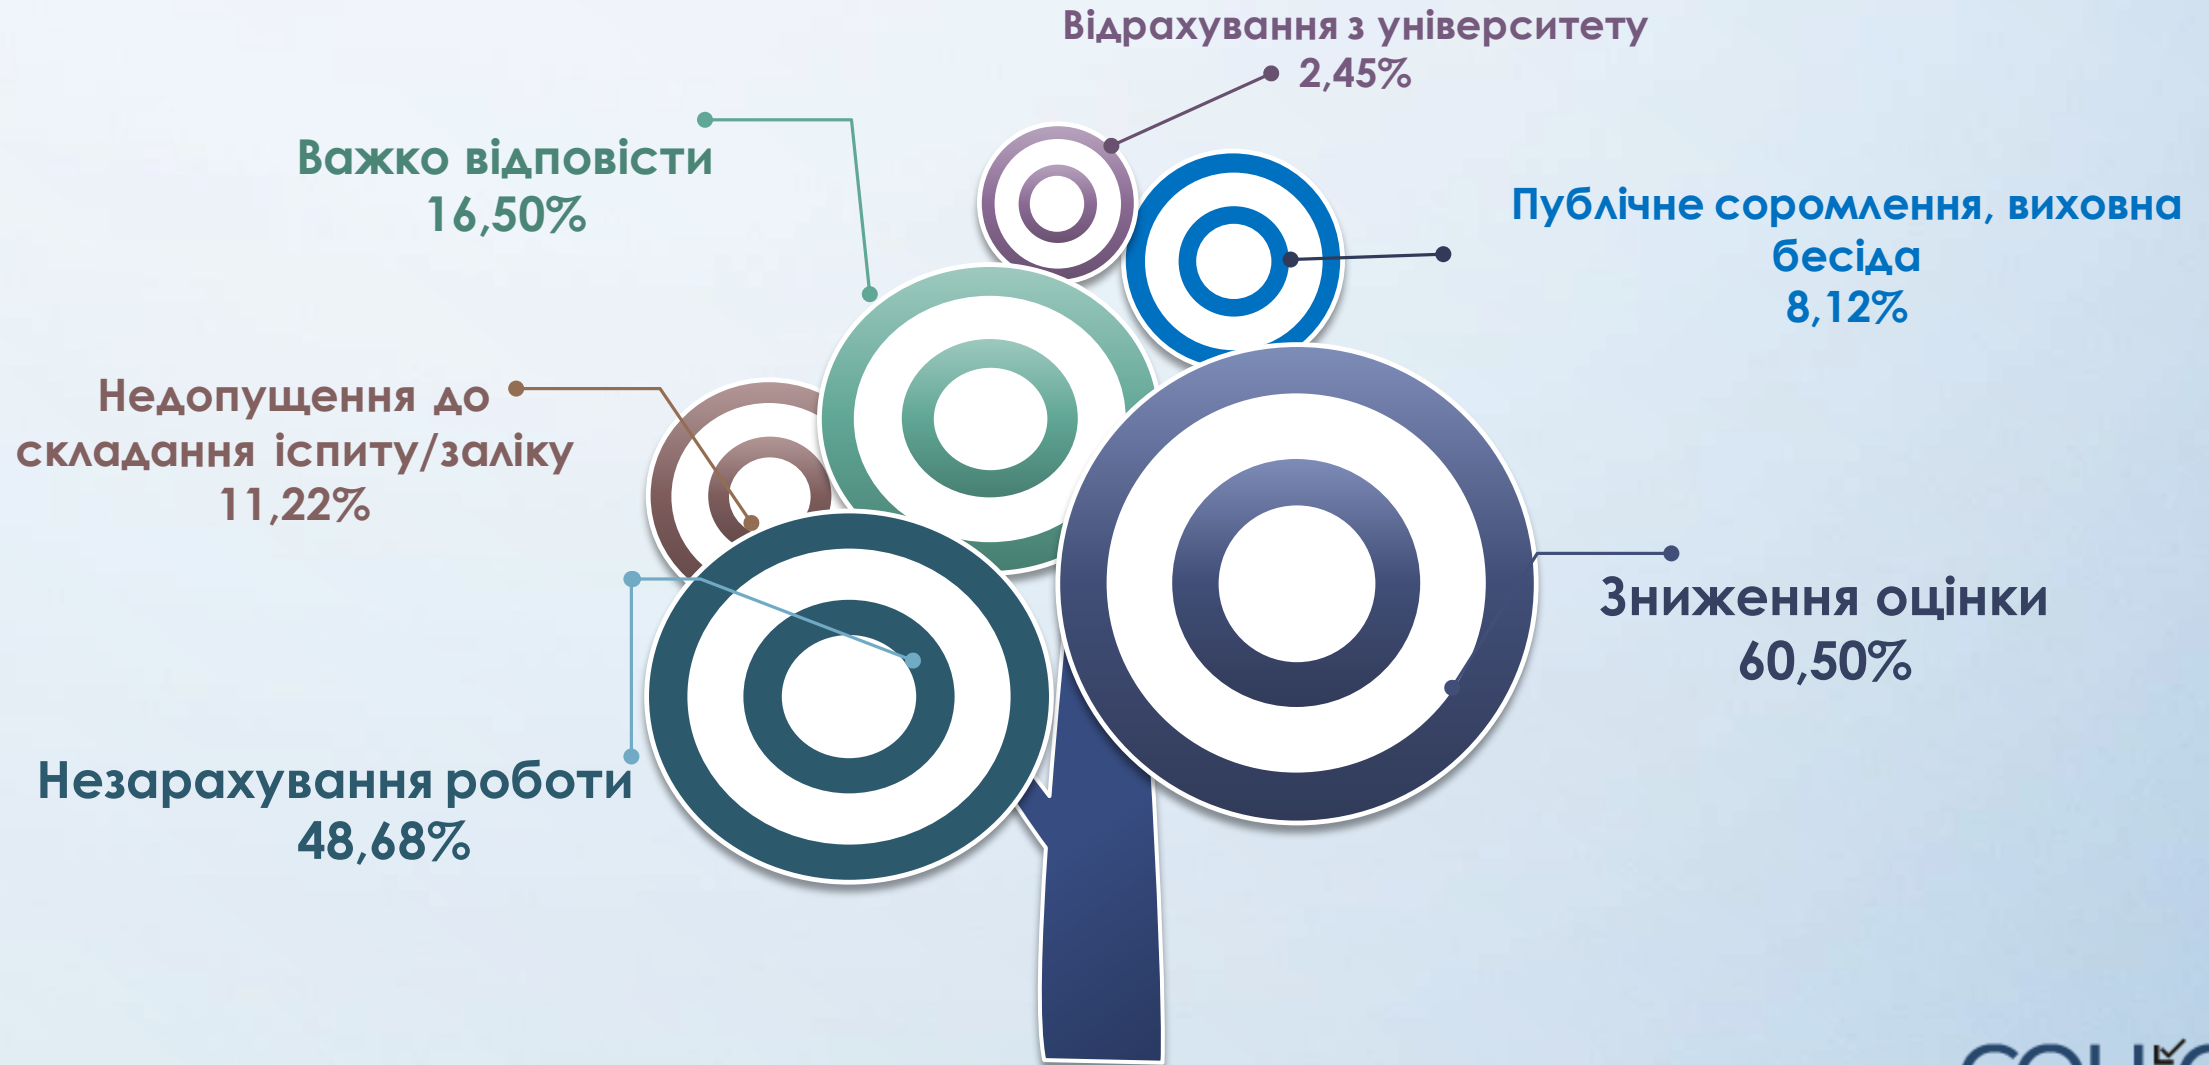 Відрахування з університету
2,45%
Важко відповісти
16,50%
Публічне соромлення, виховна
бесіда
8,12%
Недопущення до
складання іспиту/заліку
11,22%
Зниження оцінки
60,50%
Незарахування роботи
48,68%